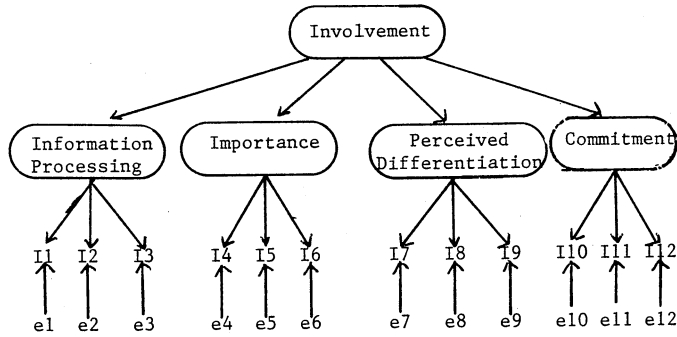 Involvement
Information
Processing
Importance
Perceived
Differentiation
Commitment
I1 I2 I3 I4 I5 I6 I7 I8 I9 I10 I11 I12
e1 e2 e3 e4 e5 e6 e7 e8 e9 e10 e11 e12